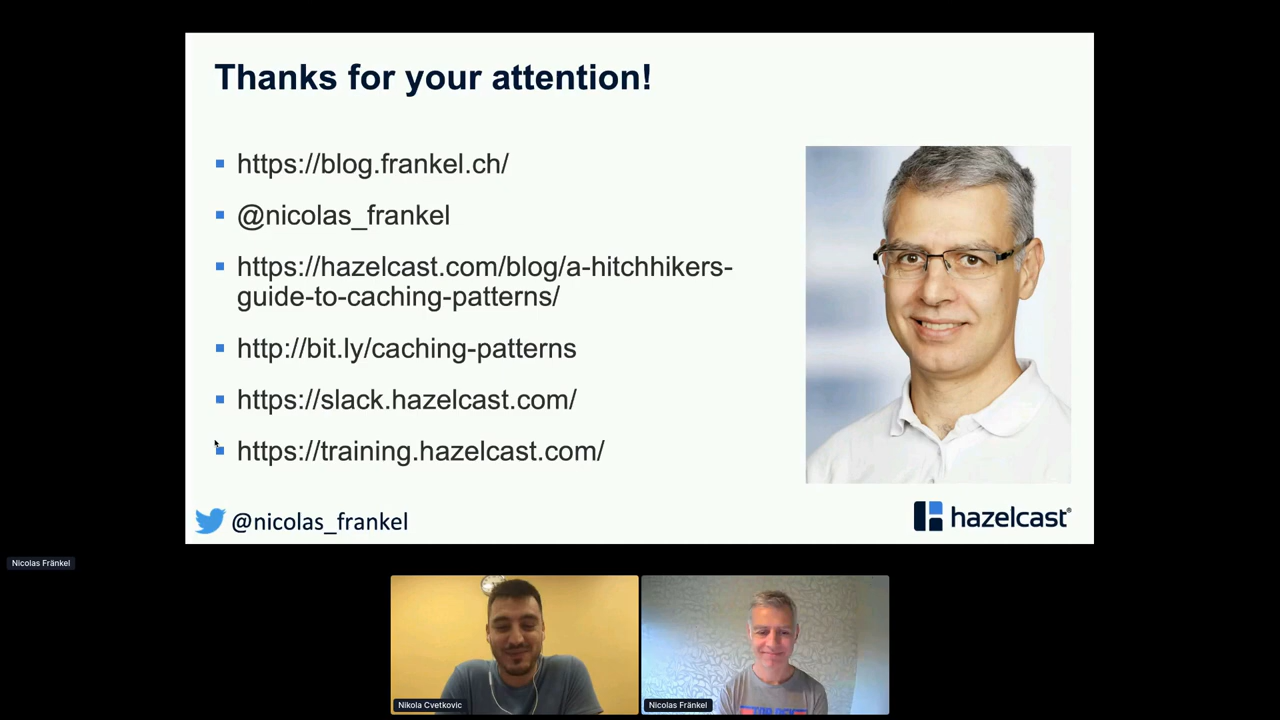 Thanks for your attention!
https://blog.frankel.ch/
@nicolas_frankel
https://hazelcast.com/blog/a-hitchhikers-
guide-to-caching-patterns/
http://bit.ly/caching-patterns
https://slack.hazelcast.com/
https://training.hazelcast.com/
@nicolas_frankel
hazelcast®
Nicolas Fränkel
Nikola Cvetkovic
Nicolas Fränkel